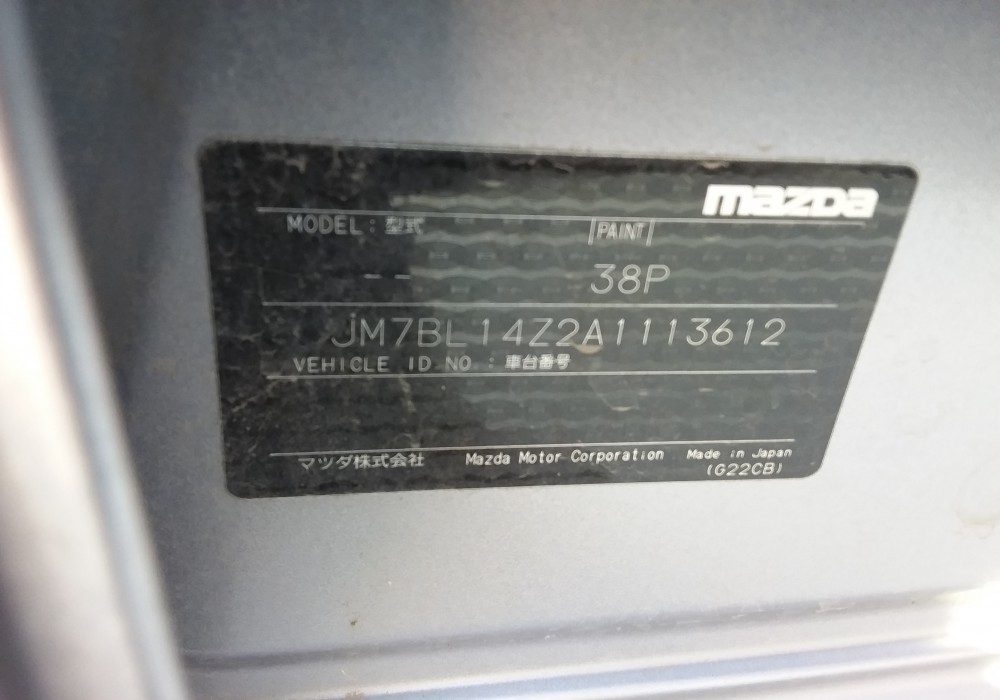 mazda
MODEL : 型式 PAINT
-- 38P
JM7BL14Z2A1113612
VEHICLE ID NO. : 車台番号
マツダ株式会社 Mazda Motor Corporation Made in Japan
(G22CB)